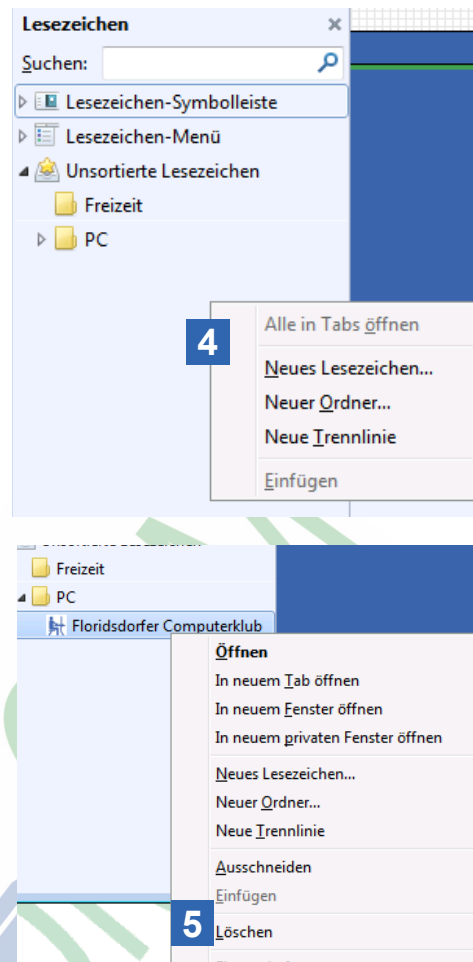 Lesezeichen
Suchen:
Lesezeichen-Symbolleiste
Lesezeichen-Menü
Unsortierte Lesezeichen
Freizeit
PC
4
Alle in Tabs öffnen
Neues Lesezeichen...
Neuer Ordner...
Neue Trennlinie
Einfügen
Freizeit
PC
Floridsdorfer Computerklub
Öffnen
In neuem Tab öffnen
In neuem Fenster öffnen
In neuem privaten Fenster öffnen
Neues Lesezeichen...
Neuer Ordner...
Neue Trennlinie
Ausschneiden
Einfügen
5
Löschen